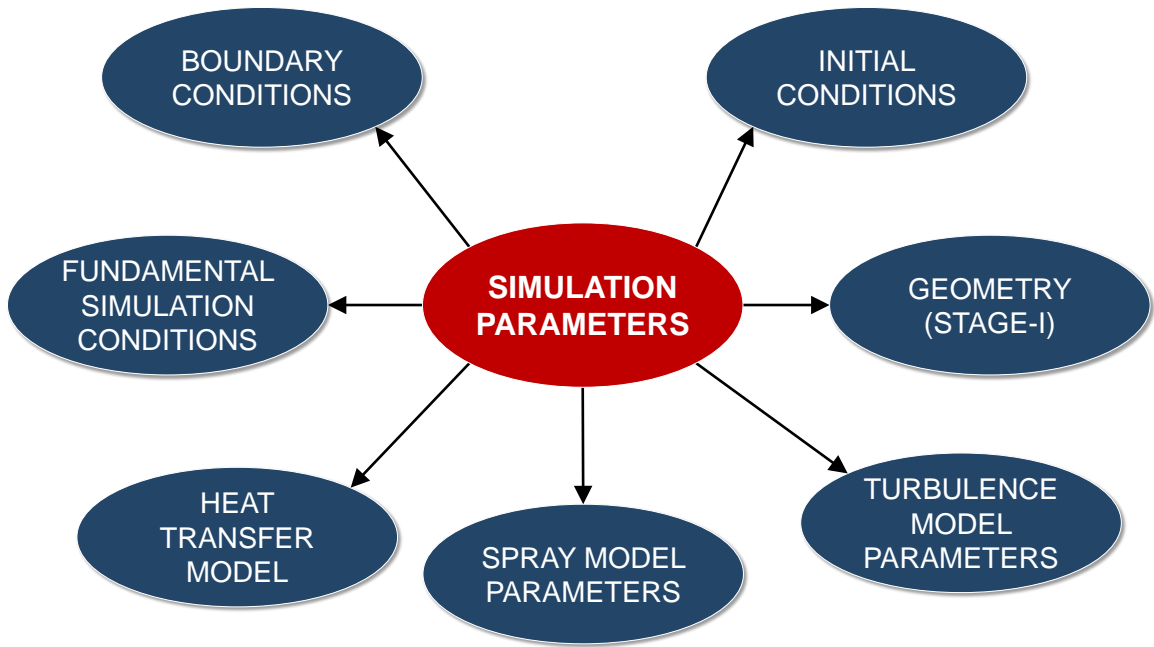 BOUNDARY
CONDITIONS
INITIAL
CONDITIONS
FUNDAMENTAL
SIMULATION
CONDITIONS
SIMULATION
PARAMETERS
GEOMETRY
(STAGE-I)
HEAT
TRANSFER
MODEL
SPRAY MODEL
PARAMETERS
TURBULENCE
MODEL
PARAMETERS